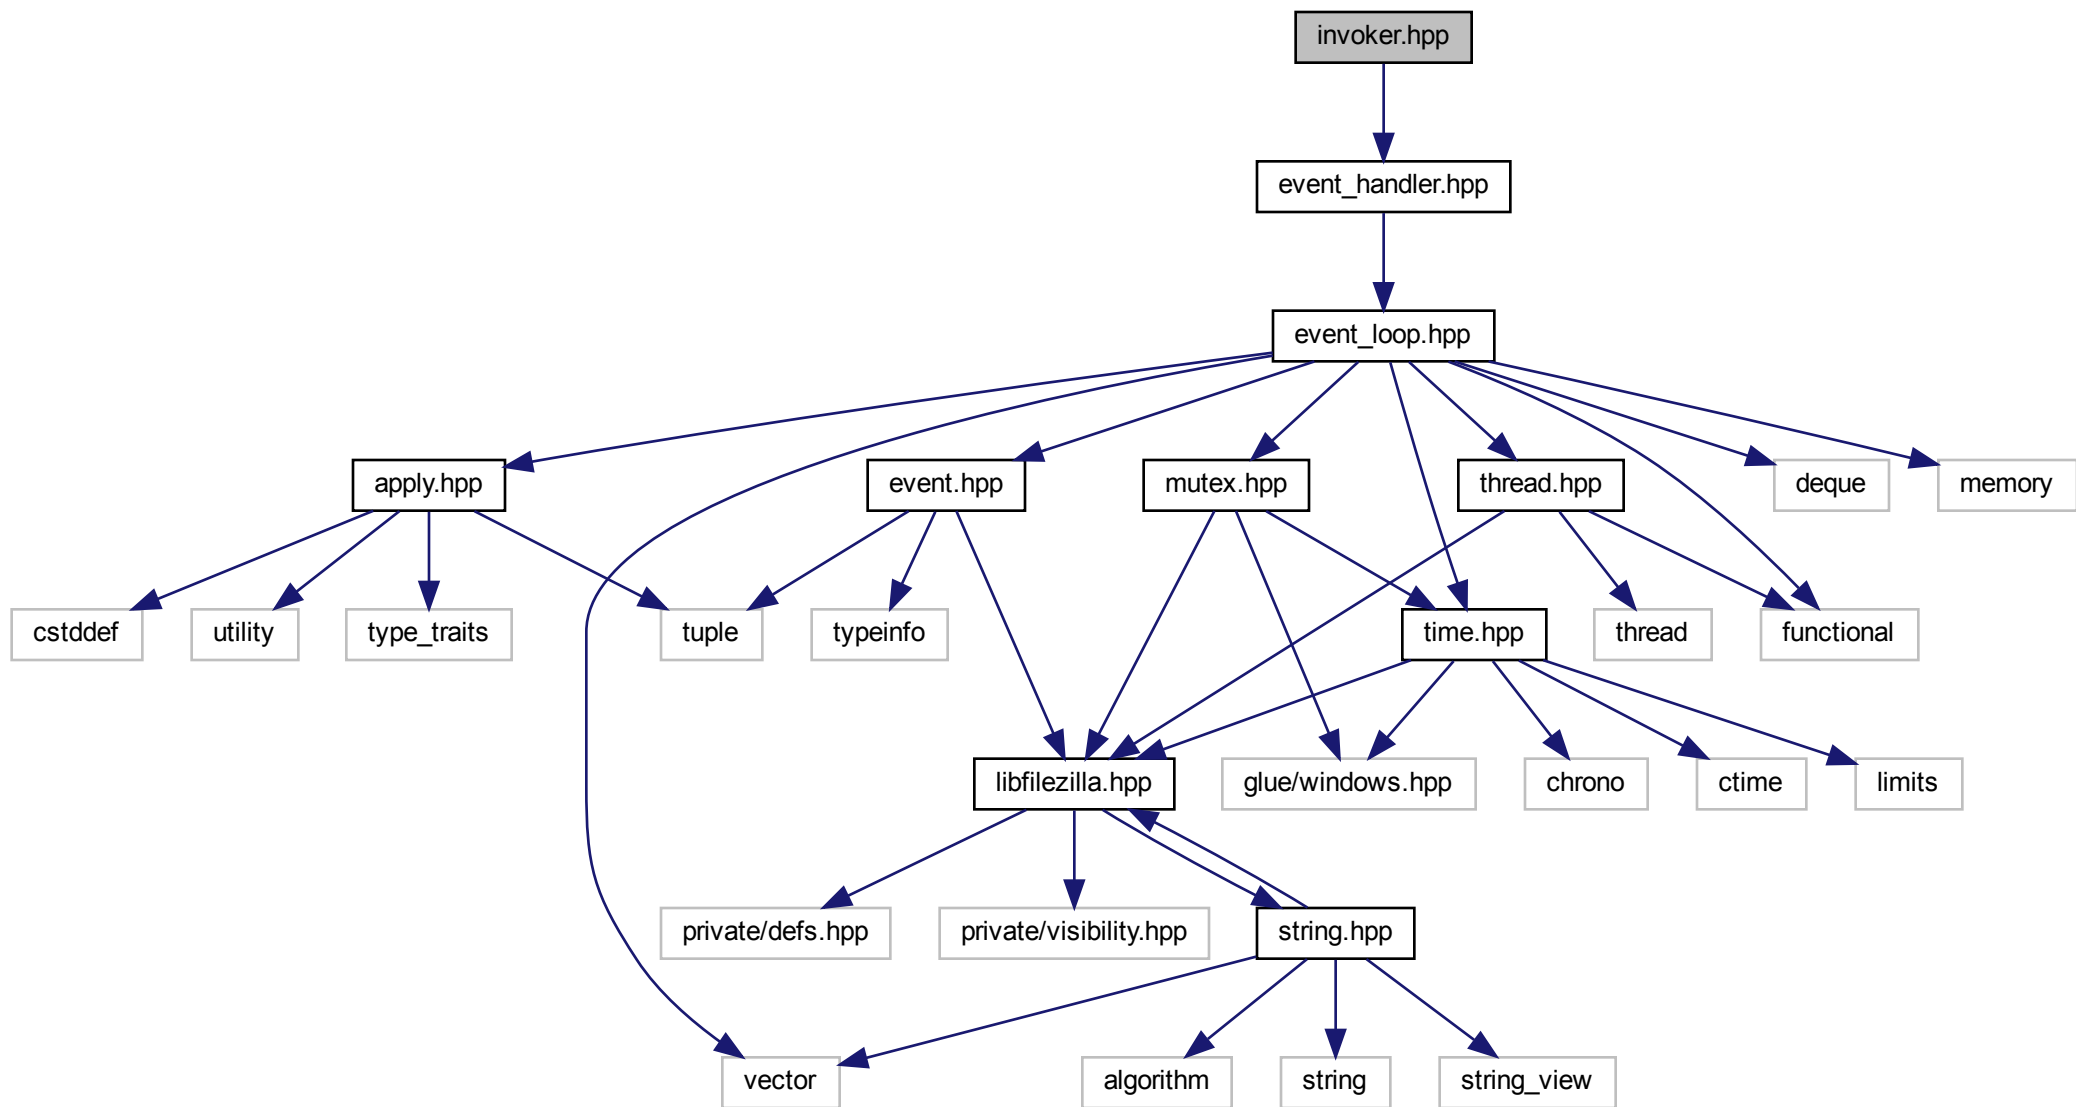 invoker.hpp
event_handler.hpp
event_loop.hpp
apply.hpp
event.hpp
mutex.hpp
thread.hpp
deque
memory
cstddef
utility
type_traits
tuple
typeinfo
time.hpp
thread
functional
libfilezilla.hpp
glue/windows.hpp
chrono
ctime
limits
private/defs.hpp
private/visibility.hpp
string.hpp
vector
algorithm
string
string_view